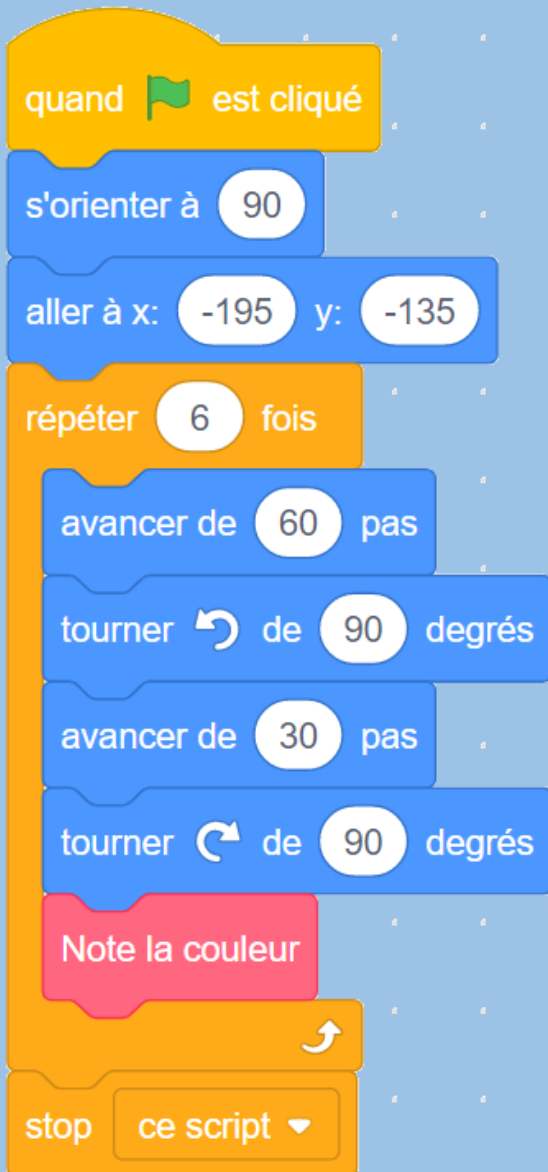 quand est cliqué
s'orienter à 90
aller à x: -195 y: -135
répéter 6 fois
avancer de 60 pas
tourner de 90 degrés
avancer de 30 pas
tourner de 90 degrés
Note la couleur
stop ce script